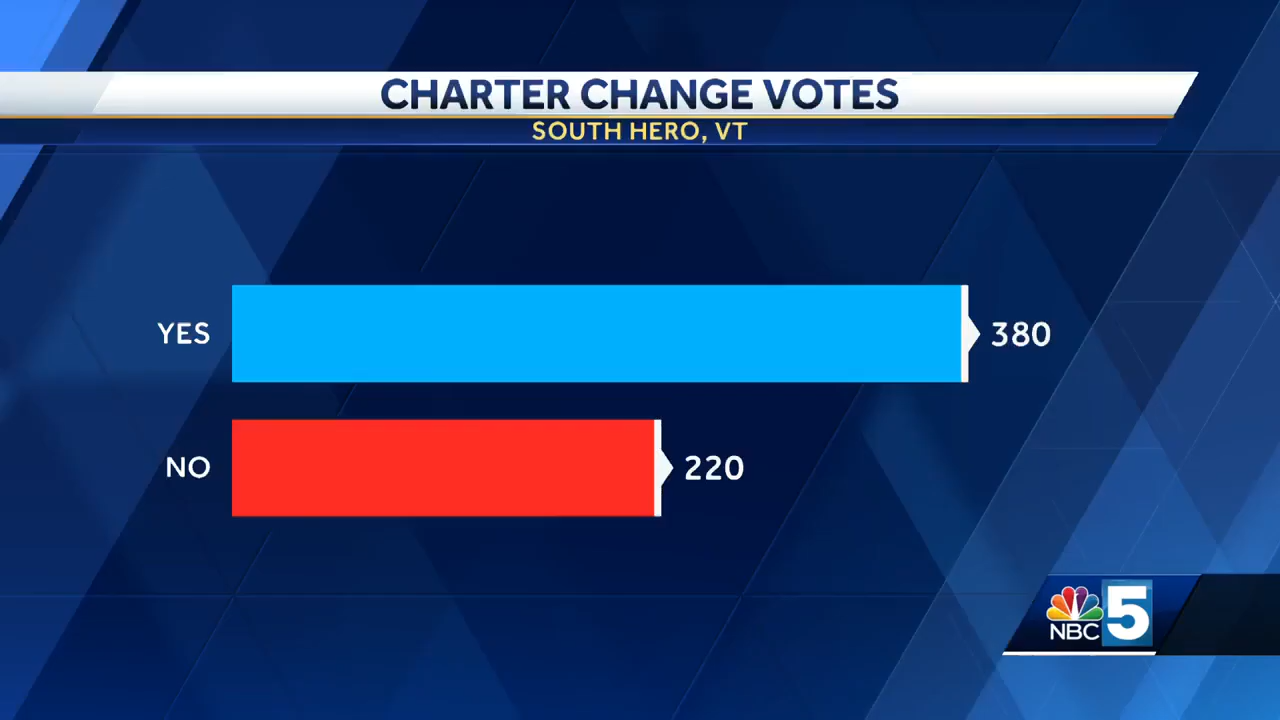 CHARTER CHANGE VOTES
SOUTH HERO, VT
YES 380
NO 220
NBC 5